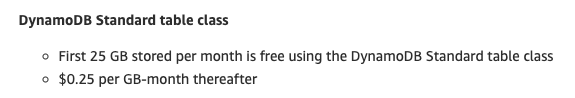 DynamoDB Standard table class
First 25 GB stored per month is free using the DynamoDB Standard table class
$0.25 per GB-month thereafter